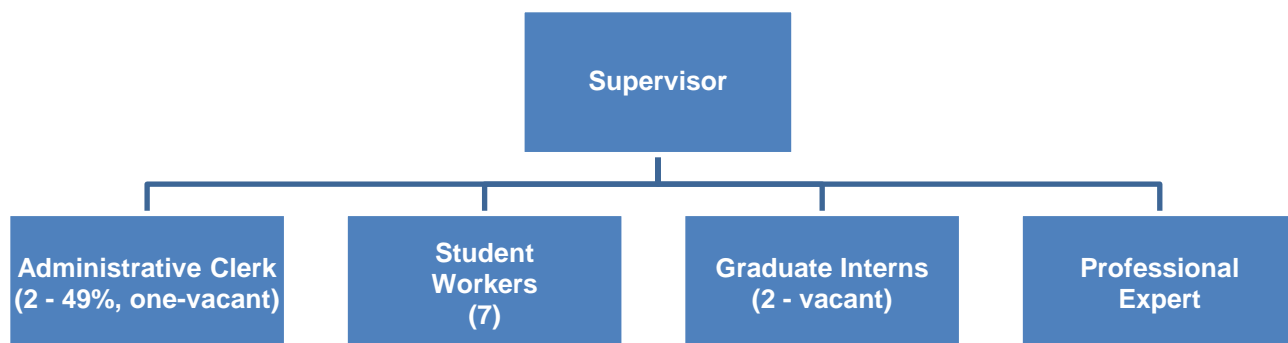 Supervisor
Administrative Clerk
(2 - 49%, one-vacant)
Student
Workers
(7)
Graduate Interns
(2 - vacant)
Professional
Expert